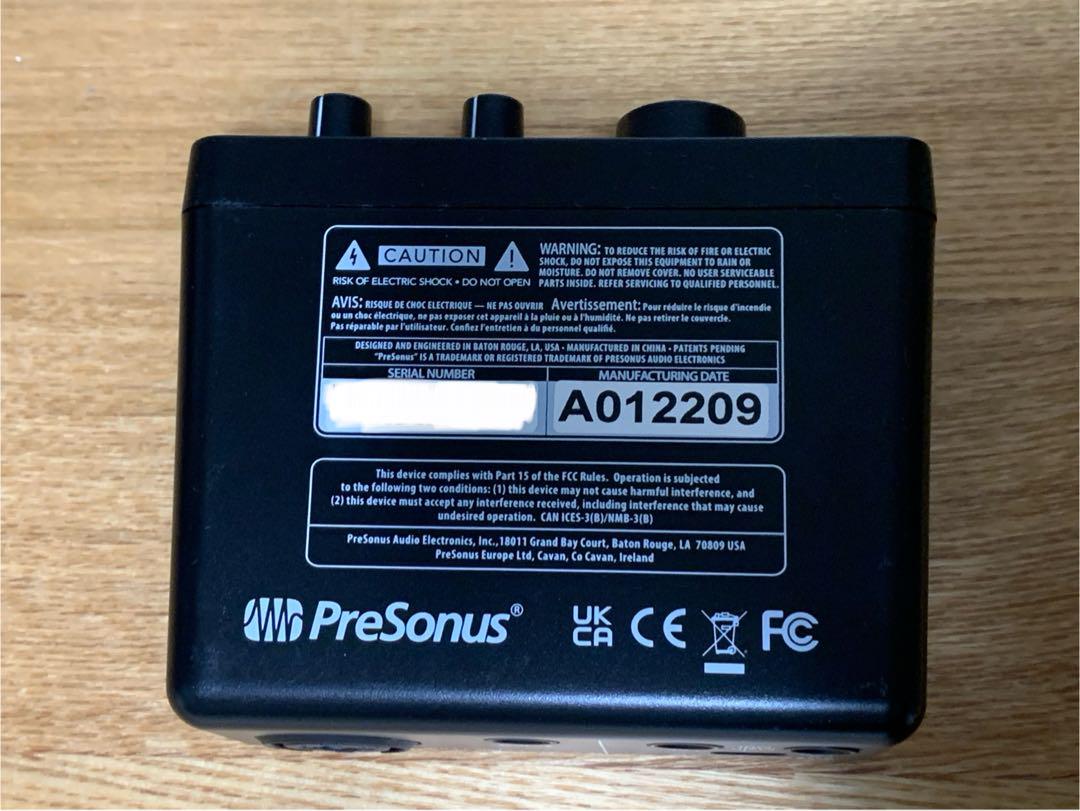 CAUTION
RISK OF ELECTRIC SHOCK • DO NOT OPEN
WARNING: TO REDUCE THE RISK OF FIRE OR ELECTRIC
SHOCK, DO NOT EXPOSE THIS EQUIPMENT TO RAIN OR
MOISTURE. DO NOT REMOVE COVER. NO USER SERVICEABLE
PARTS INSIDE. REFER SERVICING TO QUALIFIED PERSONNEL.
AVIS: RISQUE DE CHOC ELECTRIQUE — NE PAS OUVRIR Avertissement: Pour réduire le risque d'incendie
ou un choc électrique, ne pas exposer cet appareil à la pluie ou à l'humidité. Ne pas retirer le couvercle.
Pas réparable par l'utilisateur. Confiez l'entretien à du personnel qualifié.
DESIGNED AND ENGINEERED IN BATON ROUGE, LA, USA • MANUFACTURED IN CHINA • PATENTS PENDING
"PreSonus" IS A TRADEMARK OR REGISTERED TRADEMARK OF PRESONUS AUDIO ELECTRONICS
SERIAL NUMBER
MANUFACTURING DATE
A012209
This device complies with Part 15 of the FCC Rules. Operation is subjected
to the following two conditions: (1) this device may not cause harmful interference, and
(2) this device must accept any interference received, including interference that may cause
undesired operation. CAN ICES-3(B)/NMB-3(B)
PreSonus Audio Electronics, Inc.,18011 Grand Bay Court, Baton Rouge, LA 70809 USA
PreSonus Europe Ltd, Cavan, Co Cavan, Ireland
PreSonus®
UK
CA
CE
FC